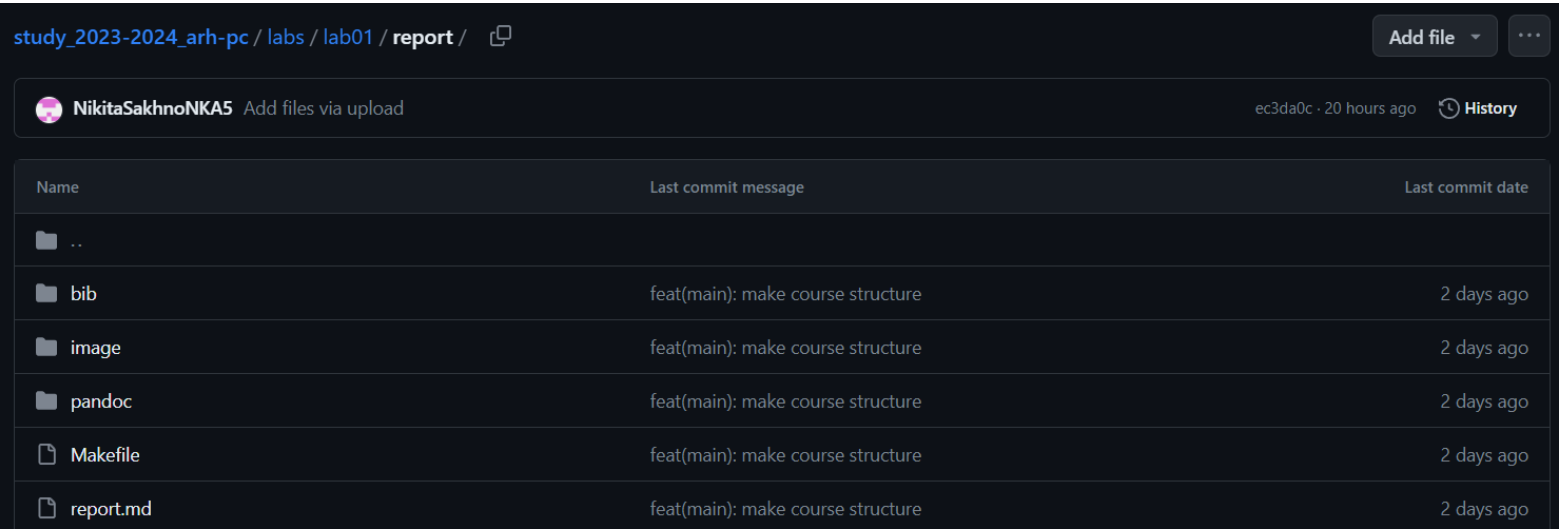 study_2023-2024_arh-pc / labs / lab01 / report / Add file ...
NikitaSakhnoNKA5 Add files via upload ec3da0c · 20 hours ago History
Name Last commit message Last commit date
..
bib feat(main): make course structure 2 days ago
image feat(main): make course structure 2 days ago
pandoc feat(main): make course structure 2 days ago
Makefile feat(main): make course structure 2 days ago
report.md feat(main): make course structure 2 days ago